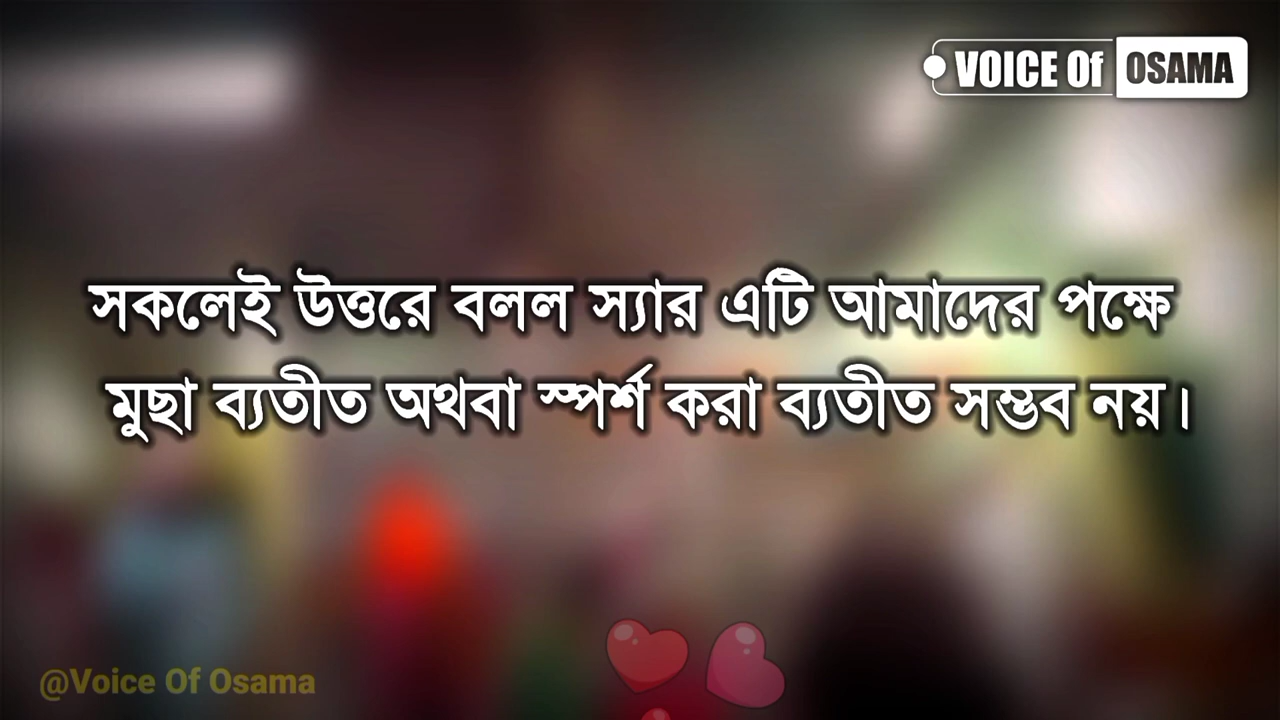 VOICE Of OSAMA
সকলেই উত্তরে বলল স্যার এটি আমাদের পক্ষে
মুছা ব্যতীত অথবা স্পর্শ করা ব্যতীত সম্ভব নয়।
@Voice Of Osama